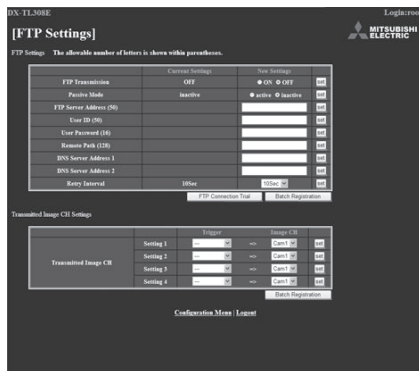 DX-TL308E
Login:roo
[FTP Settings]
MITSUBISHI
ELECTRIC
FTP Settings The allowable number of letters is shown within parentheses.
Current Settings New Settings
FTP Transmission OFF ON OFF set
Passive Mode inactive active inactive set
FTP Server Address (50) set
User ID (50) set
User Password (16) set
Remote Path (128) set
DNS Server Address 1 set
DNS Server Address 2 set
Retry Interval 10Sec 10Sec set
FTP Connection Trial Batch Registration
Transmitted Image CH Settings
Trigger Image CH
Transmitted Image CH
Setting 1 --- => Cam1 set
Setting 2 --- => Cam1 set
Setting 3 --- => Cam1 set
Setting 4 --- => Cam1 set
Batch Registration
Configuration Menu | Logout